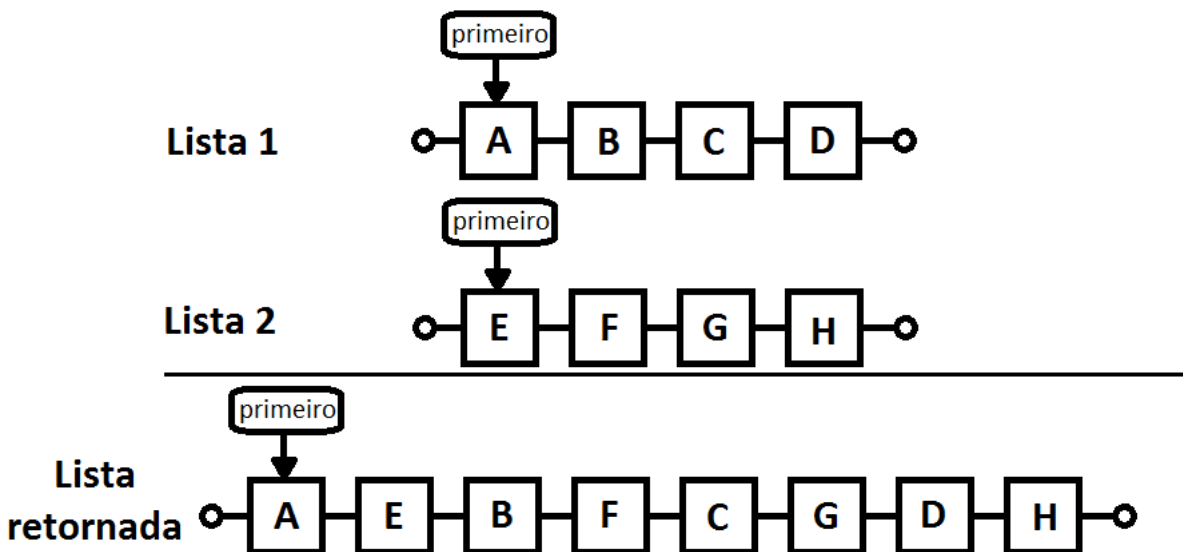 primeiro
Lista 1 A B C D
primeiro
Lista 2 E F G H
primeiro
Lista
retornada A E B F C G D H